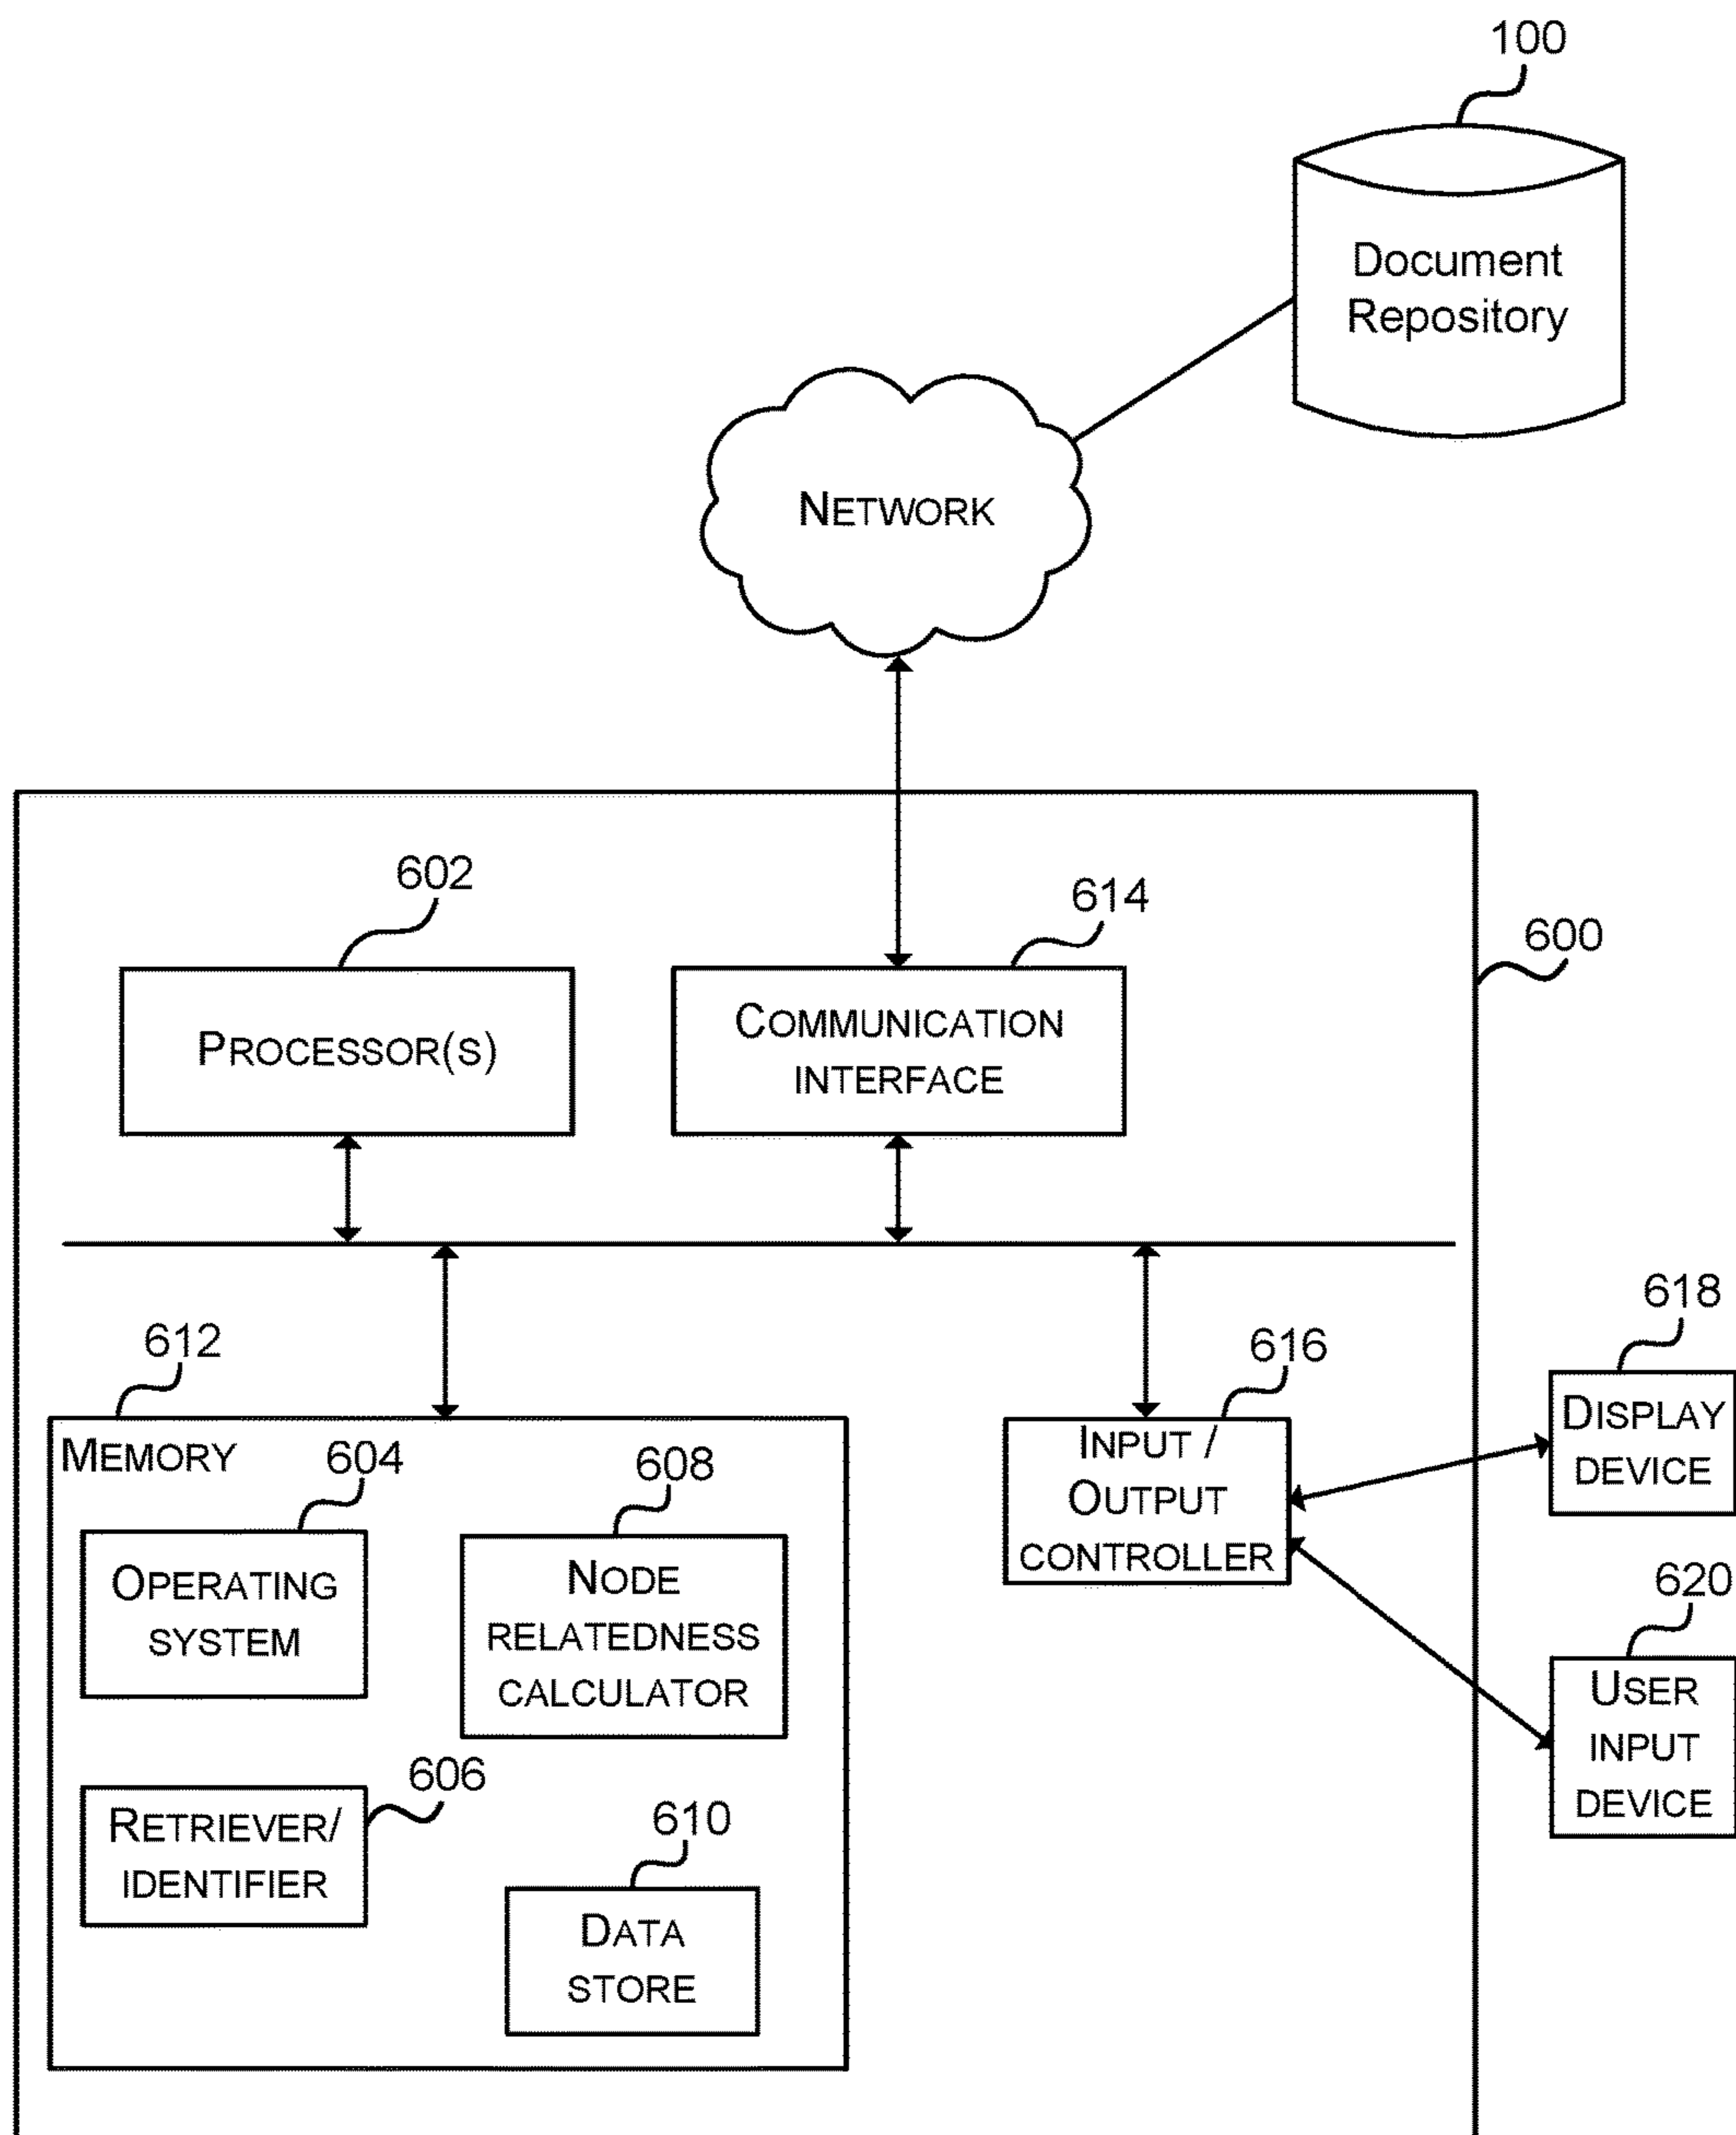 100
Document
Repository
NETWORK
602
614
600
PROCESSOR(S)
COMMUNICATION
INTERFACE
612
616
618
MEMORY
604
608
INPUT /
OUTPUT
CONTROLLER
DISPLAY
DEVICE
OPERATING
SYSTEM
NODE
RELATEDNESS
CALCULATOR
620
USER
INPUT
DEVICE
606
RETRIEVER/
IDENTIFIER
610
DATA
STORE